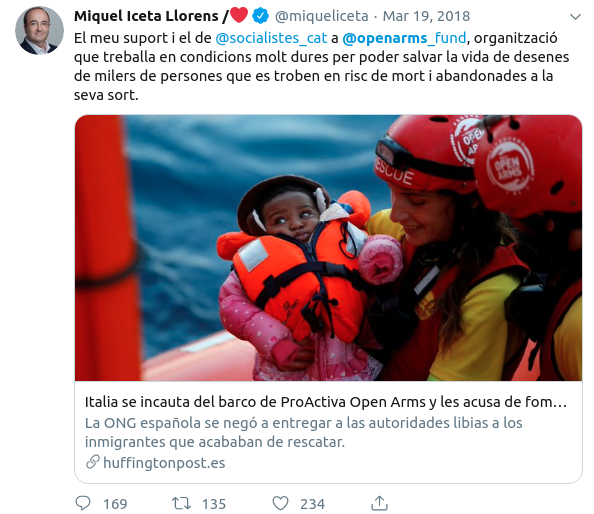 Miquel Iceta Llorens /❤️ @miqueliceta · Mar 19, 2018
El meu suport i el de @socialistes_cat a @openarms_fund, organització
que treballa en condicions molt dures per poder salvar la vida de desenes
de milers de persones que es troben en risc de mort i abandonades a la
seva sort.
RESCUE
OPEN
ARMS
Italia se incauta del barco de ProActiva Open Arms y les acusa de fom…
La ONG española se negó a entregar a las autoridades libias a los
inmigrantes que acababan de rescatar.
huffingtonpost.es
169 135 234